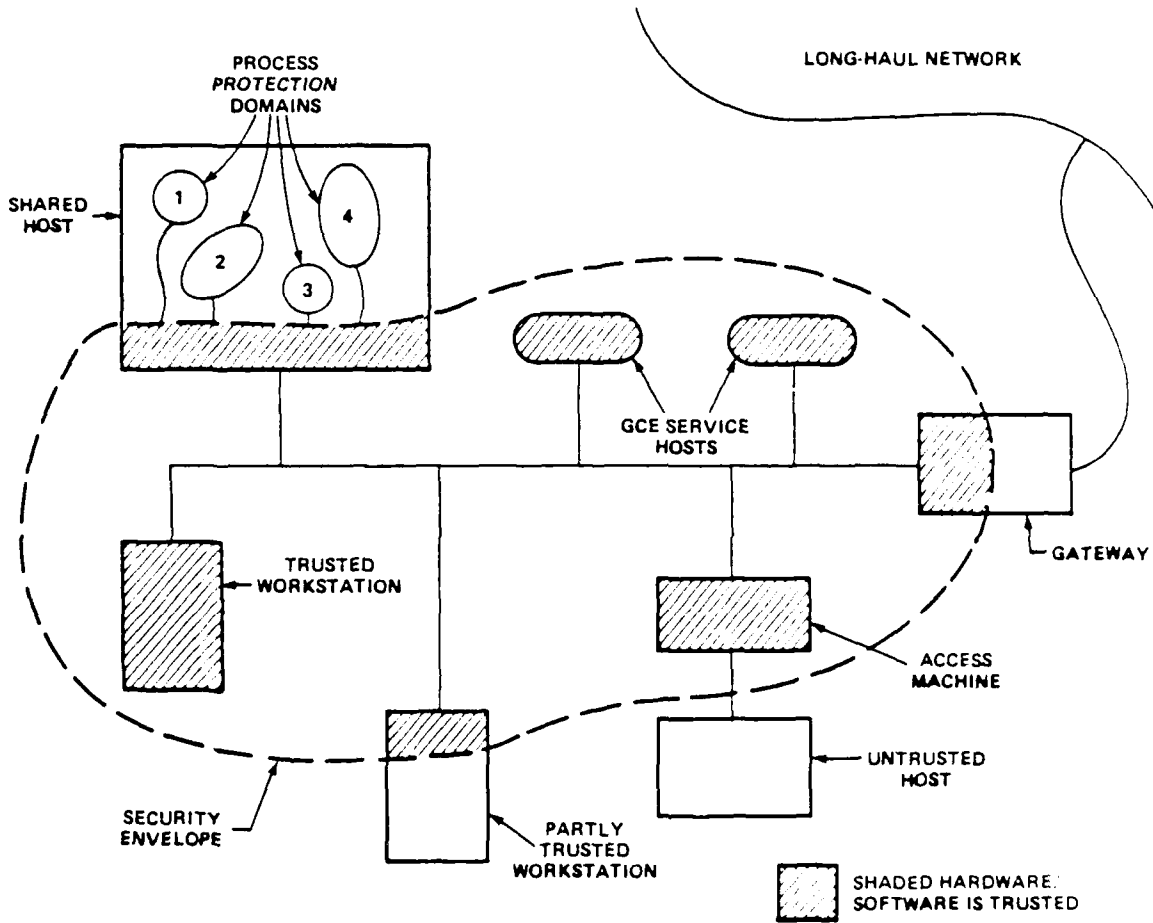 PROCESS
PROTECTION
DOMAINS
LONG-HAUL NETWORK
SHARED
HOST
1
2
3
4
GCE SERVICE
HOSTS
GATEWAY
TRUSTED
WORKSTATION
ACCESS
MACHINE
UNTRUSTED
HOST
SECURITY
ENVELOPE
PARTLY
TRUSTED
WORKSTATION
SHADED HARDWARE/
SOFTWARE IS TRUSTED